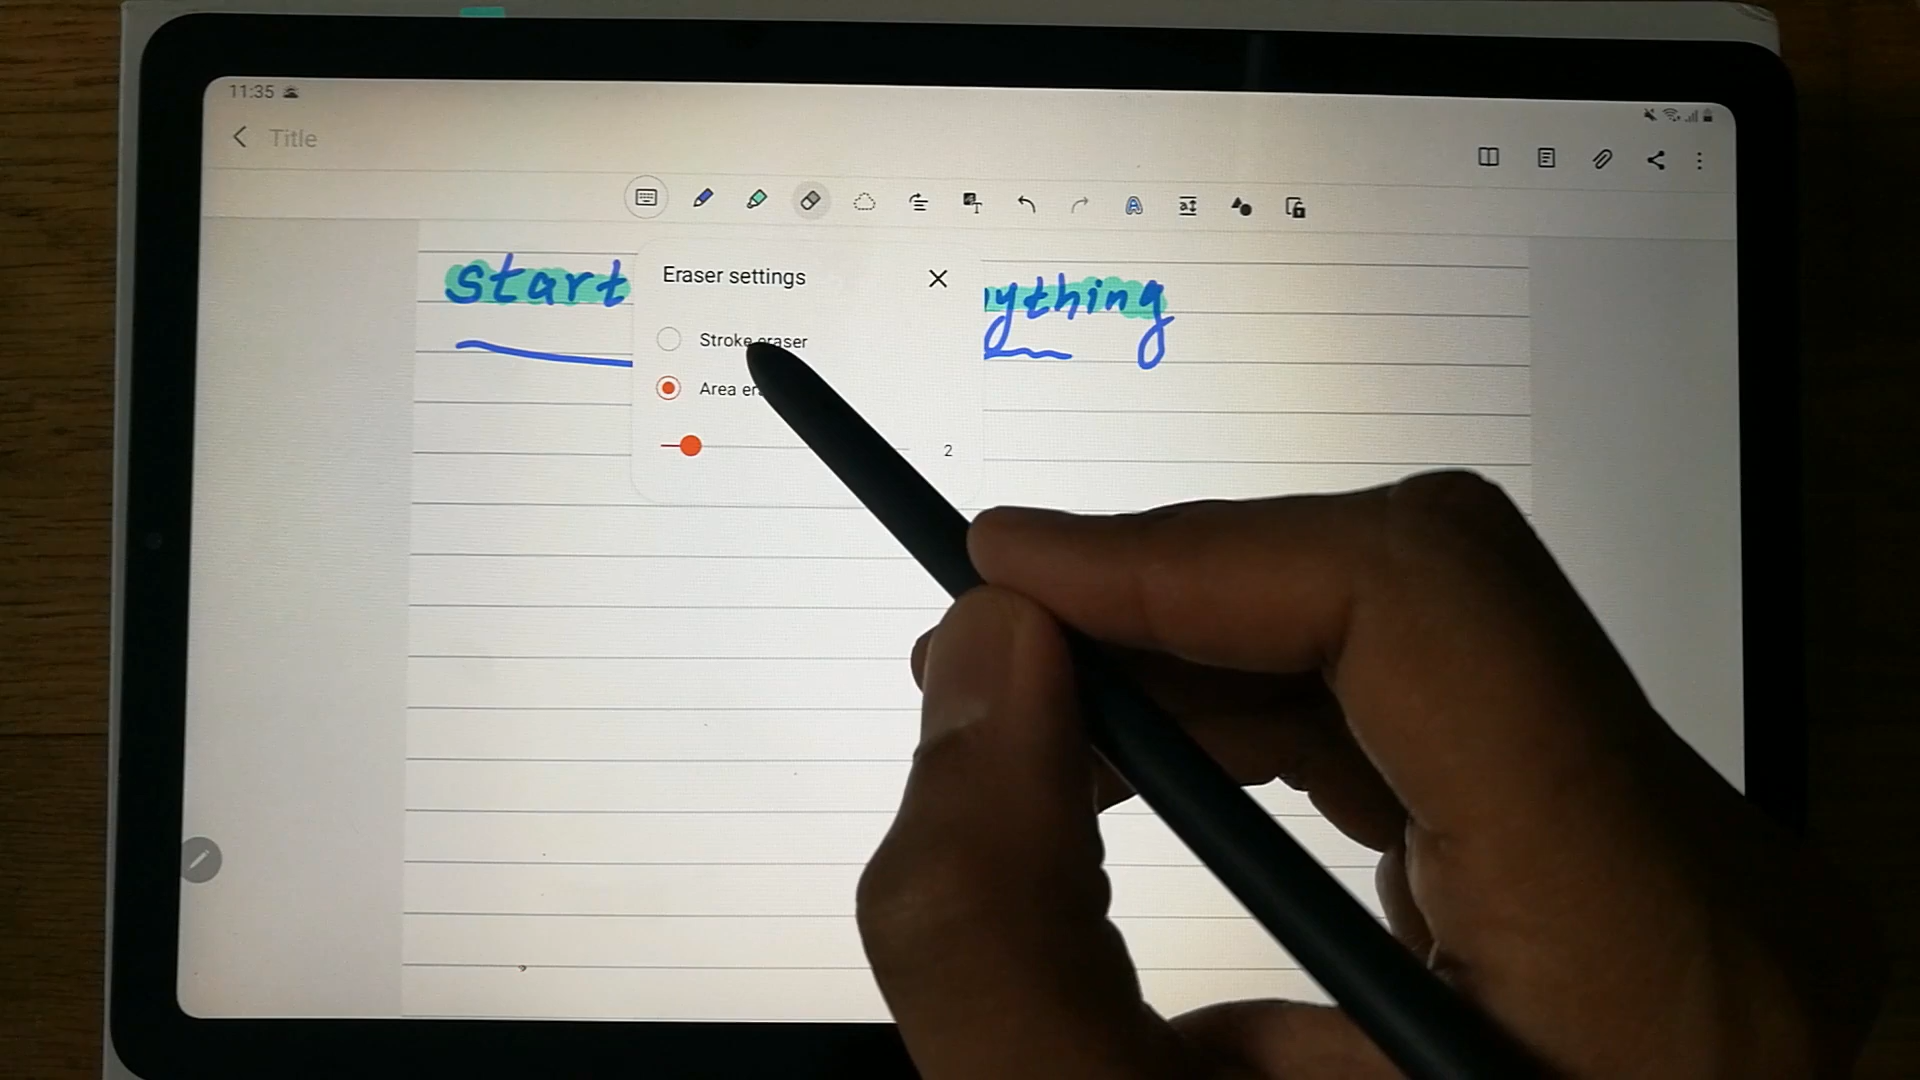 11:35
Title
start
ything
Eraser settings
Stroke eraser
Area er
2